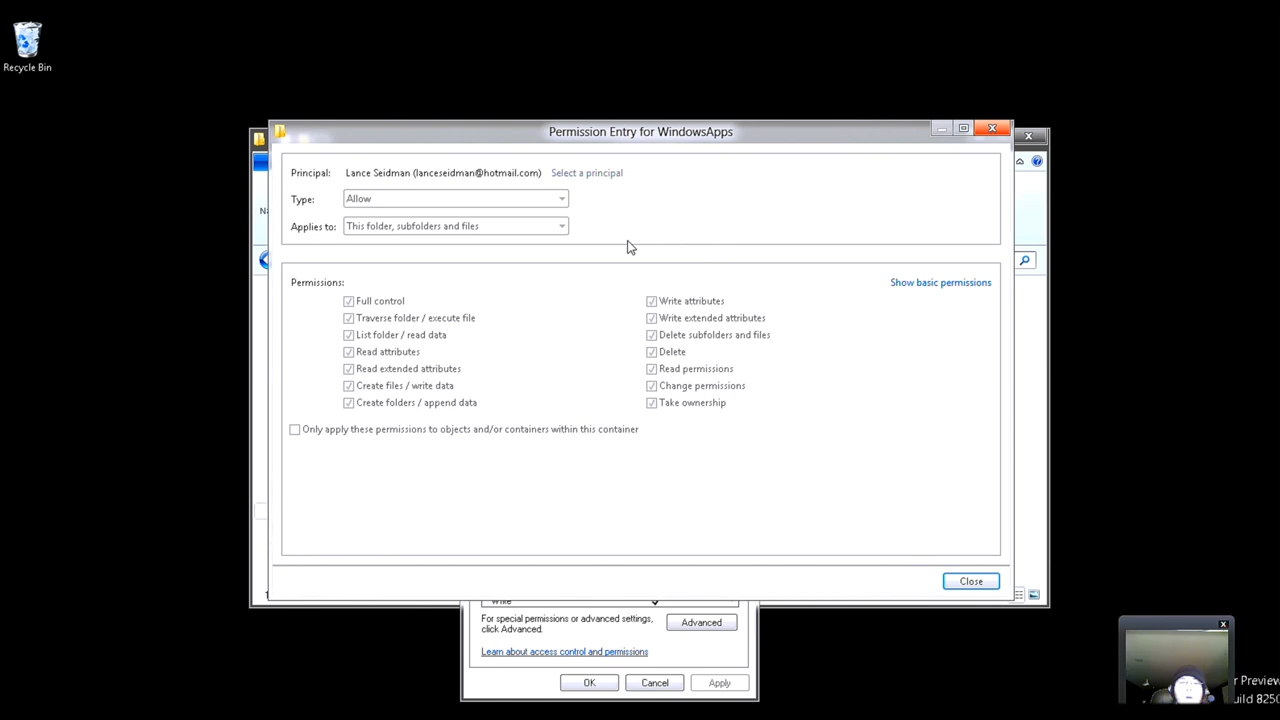 Recycle Bin
Permission Entry for WindowsApps
Principal: Lance Seidman (lanceseidman@hotmail.com) Select a principal
Type: Allow
Applies to: This folder, subfolders and files
Permissions: Show basic permissions
Full control Write attributes
Traverse folder / execute file Write extended attributes
List folder / read data Delete subfolders and files
Read attributes Delete
Read extended attributes Read permissions
Create files / write data Change permissions
Create folders / append data Take ownership
Only apply these permissions to objects and/or containers within this container
Close
Write
For special permissions or advanced settings,
click Advanced.
Advanced
Learn about access control and permissions
OK Cancel Apply
r Preview
uild 8250